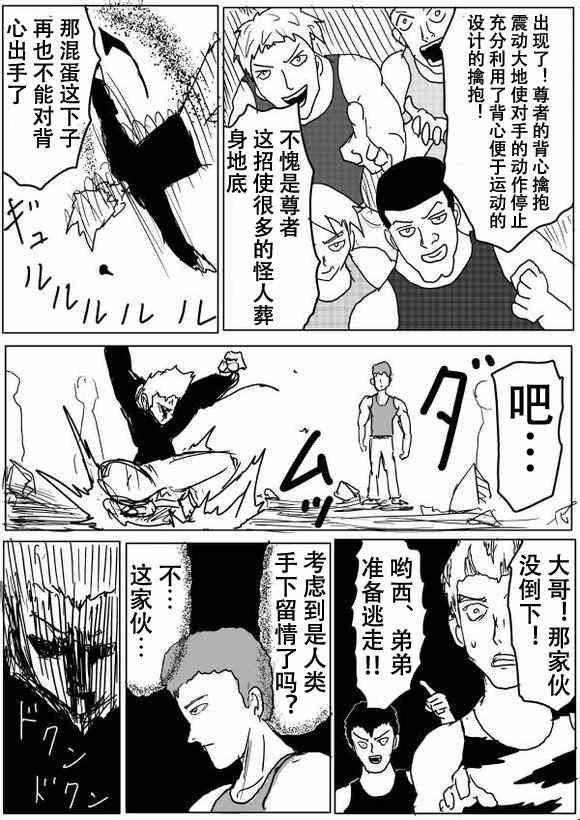 出现了！尊者的背心擒抱
震动大地使对手的动作停止
充分利用了背心便于运动的
设计的擒抱！
不愧是尊者
这招使很多的怪人葬
身地底
那混蛋这下子
再也不能对背
心出手了
ギュル
ルルルル
吧…
ダムッ
大哥！那家伙
没倒下！
哟西、弟弟
准备逃走!!
考虑到是人类
手下留情了吗？
不…
这家伙…
ドクン
ドクン